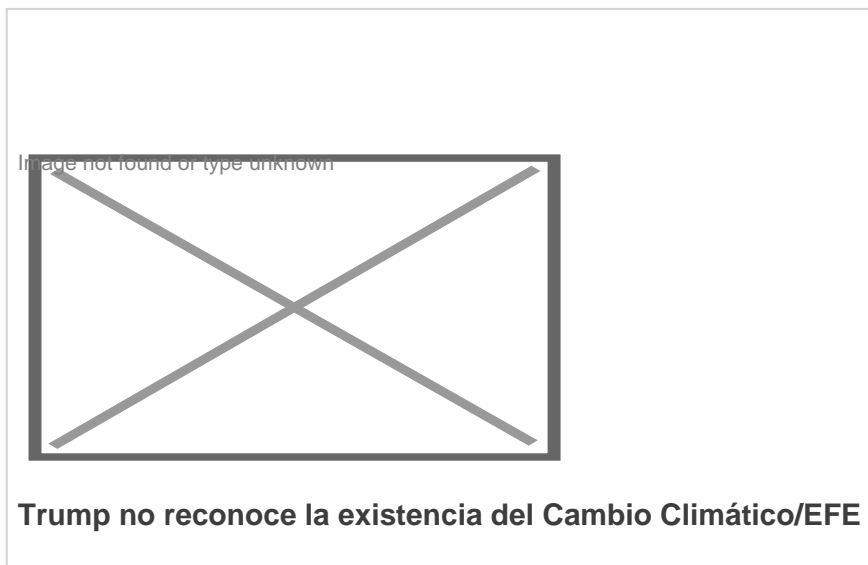 Image not found or type unknown
Trump no reconoce la existencia del Cambio Climático/EFE